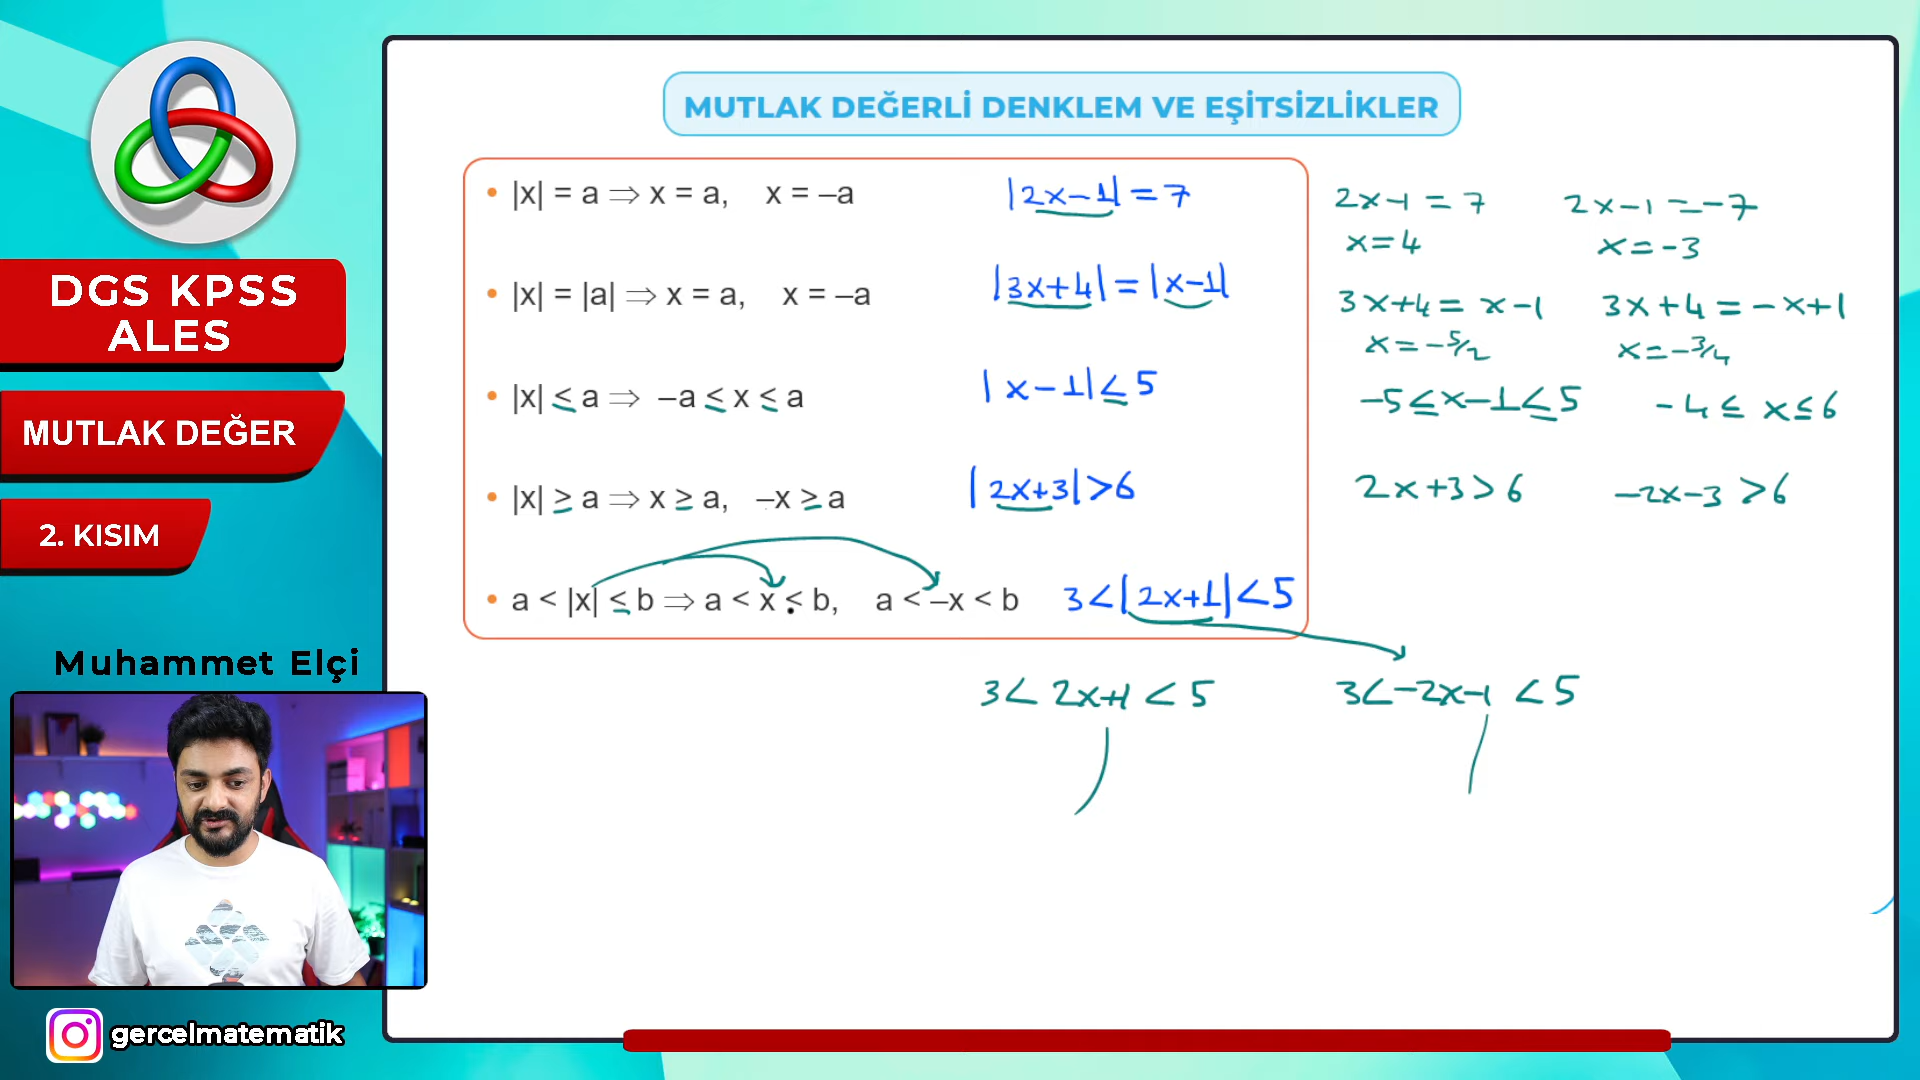 MUTLAK DEĞERLİ DENKLEM VE EŞİTSİZLİKLER
• |x| = a ⇒ x = a, x = –a
|2x-1| = 7
2x-1 = 7
2x-1 = -7
x=4
x=-3
• |x| = |a| ⇒ x = a, x = –a
|3x+4| = |x-1|
3x+4 = x-1
3x+4 = -x+1
x=-5/2
x=-3/4
• |x| ≤ a ⇒ –a ≤ x ≤ a
|x-1| ≤ 5
-5≤x-1≤5
-4≤x≤6
• |x| ≥ a ⇒ x ≥ a, –x ≥ a
|2x+3|>6
2x+3>6
-2x-3>6
• a < |x| ≤ b ⇒ a < x < b, a < –x < b
3<|2x+1|<5
3<2x+1<5
3<-2x-1<5
DGS KPSS
ALES
MUTLAK DEĞER
2. KISIM
Muhammet Elçi
gercelmatematik